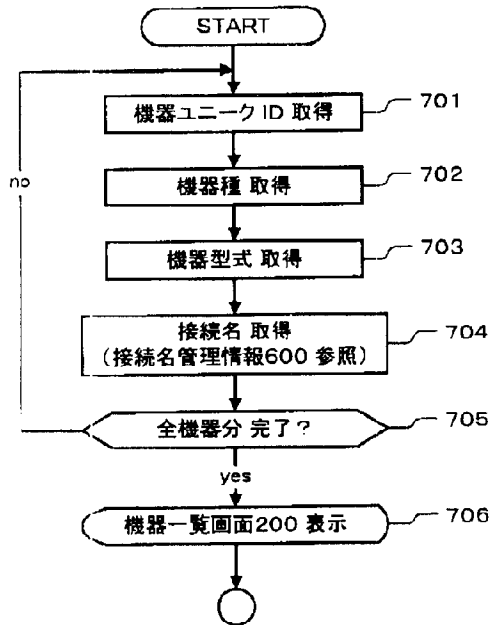 START
機器ユニークID 取得
701
no
機器種 取得
702
機器型式 取得
703
接続名 取得
(接続名管理情報600 参照)
704
全機器分 完了?
705
yes
機器一覧画面200 表示
706